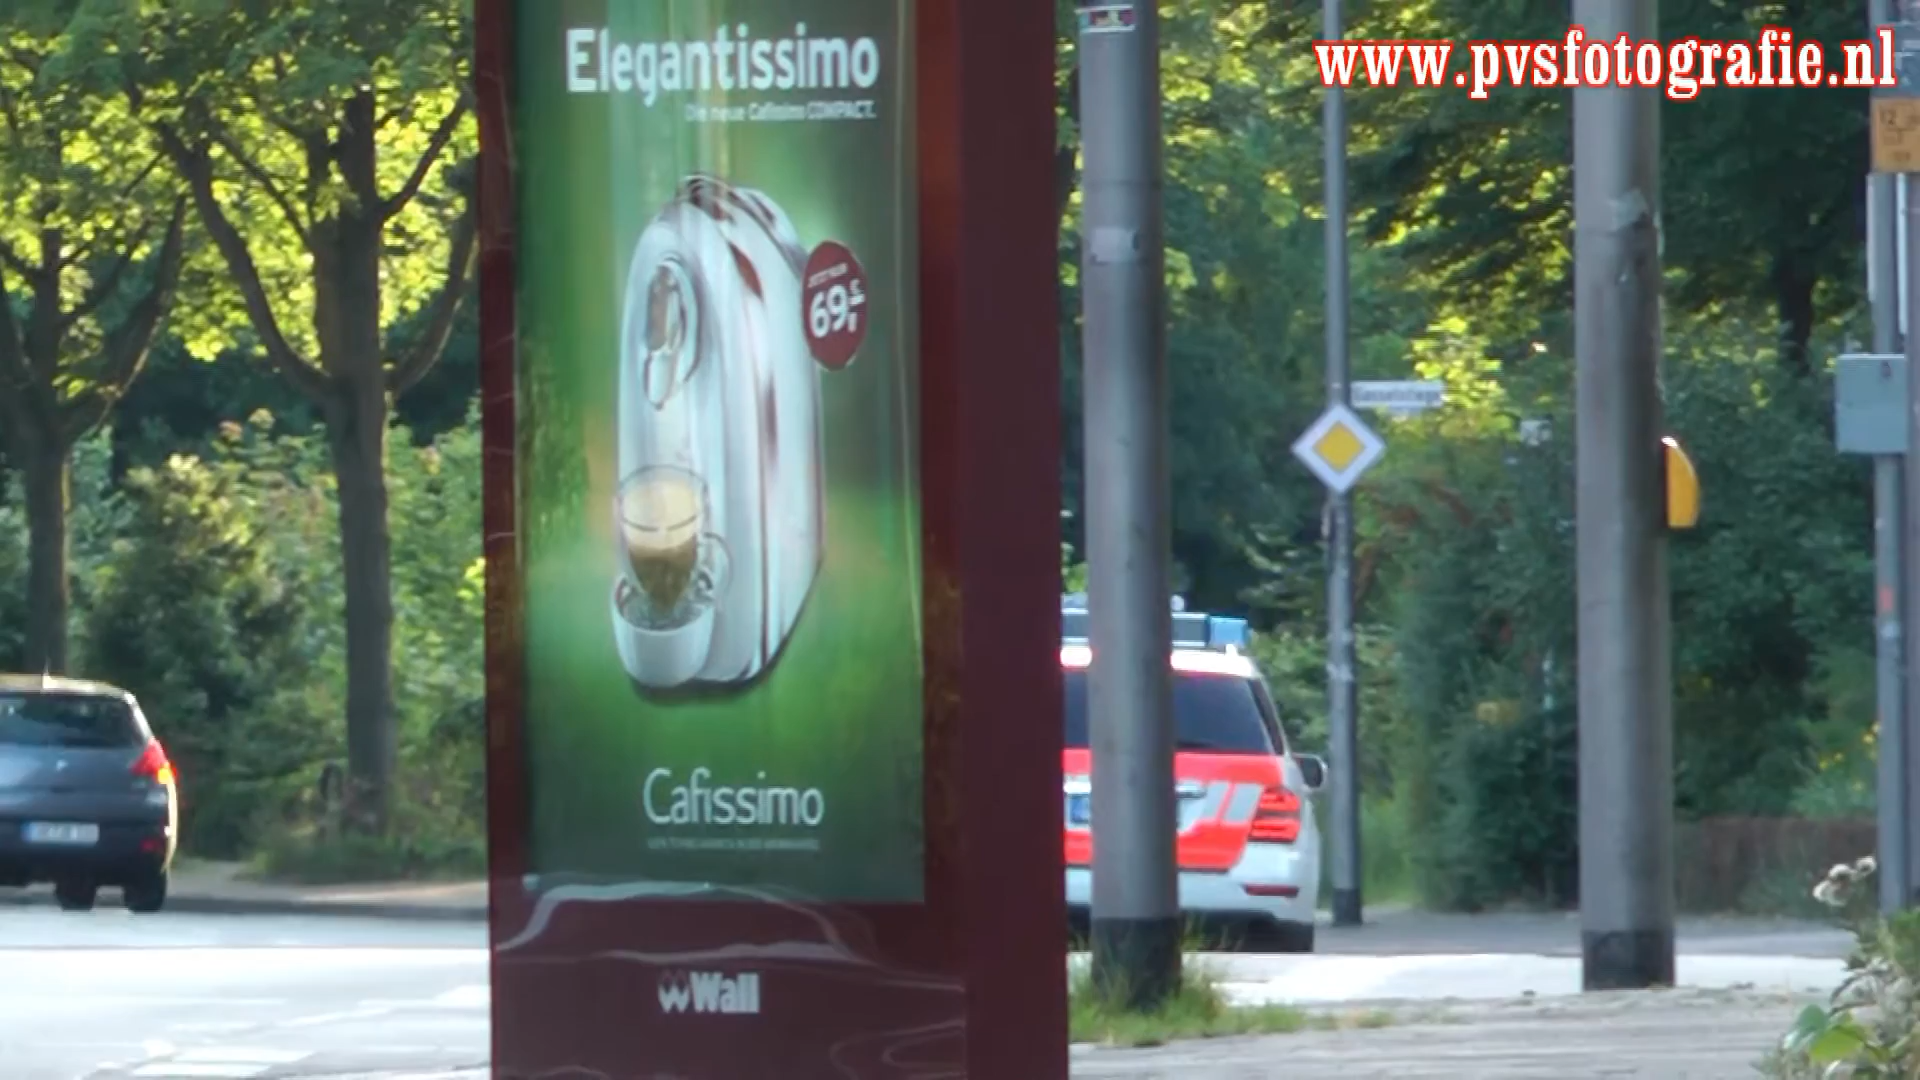 www.pvsfotografie.nl
Elegantissimo
Die neue Cafissimo COMPACT.
69,-
€
Cafissimo
Wall